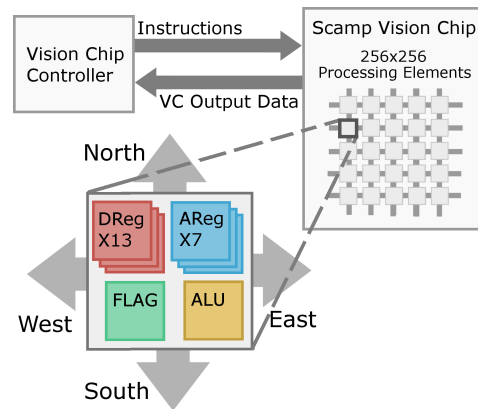 Instructions
Scamp Vision Chip
Vision Chip
Controller
256x256
Processing Elements
VC Output Data
North
DReg
X13
AReg
X7
FLAG
ALU
West
East
South